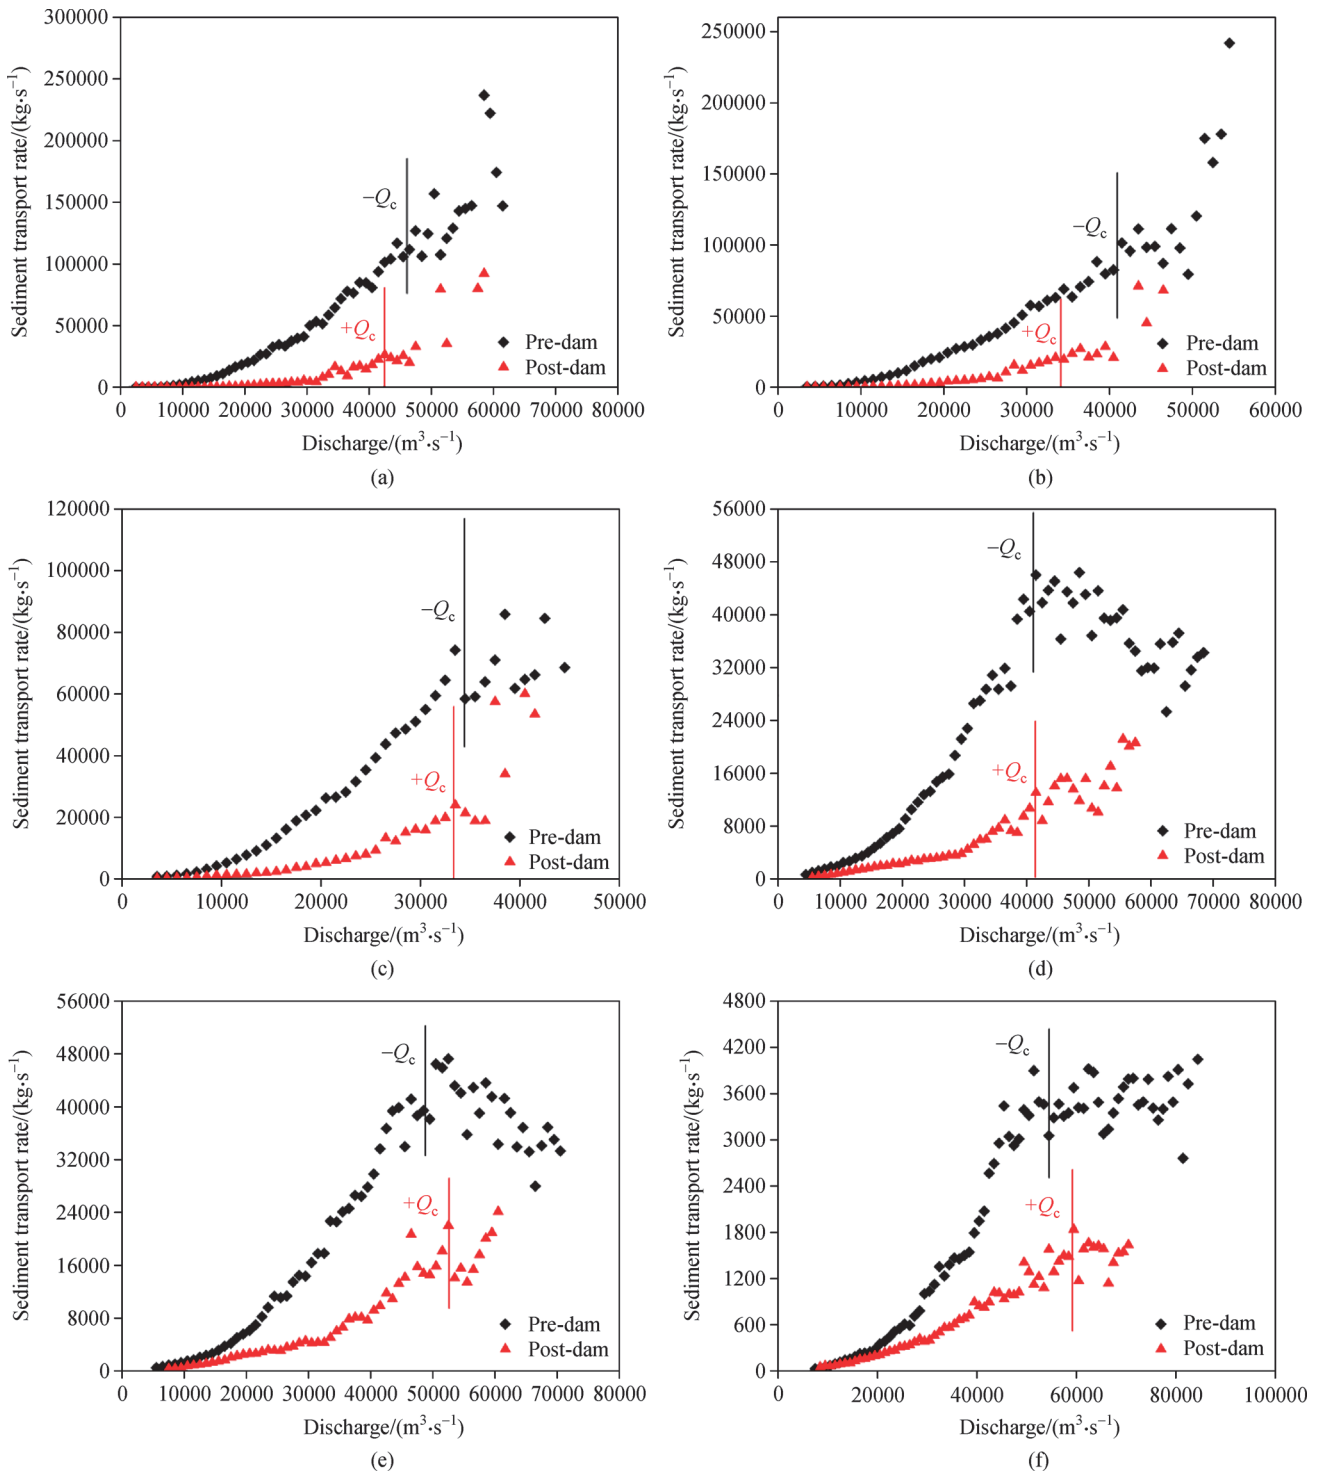 300000
250000
200000
150000
100000
50000
0
Sediment transport rate/(kg·s⁻¹)
−Qc
+Qc
Pre-dam
Post-dam
0 10000 20000 30000 40000 50000 60000 70000 80000
Discharge/(m³·s⁻¹)
(a)
250000
200000
150000
100000
50000
0
Sediment transport rate/(kg·s⁻¹)
−Qc
+Qc
Pre-dam
Post-dam
0 10000 20000 30000 40000 50000 60000
Discharge/(m³·s⁻¹)
(b)
120000
100000
80000
60000
40000
20000
0
Sediment transport rate/(kg·s⁻¹)
−Qc
+Qc
Pre-dam
Post-dam
0 10000 20000 30000 40000 50000
Discharge/(m³·s⁻¹)
(c)
56000
48000
40000
32000
24000
16000
8000
0
Sediment transport rate/(kg·s⁻¹)
−Qc
+Qc
Pre-dam
Post-dam
0 10000 20000 30000 40000 50000 60000 70000 80000
Discharge/(m³·s⁻¹)
(d)
56000
48000
40000
32000
24000
16000
8000
0
Sediment transport rate/(kg·s⁻¹)
−Qc
+Qc
Pre-dam
Post-dam
0 10000 20000 30000 40000 50000 60000 70000 80000
Discharge/(m³·s⁻¹)
(e)
4800
4200
3600
3000
2400
1800
1200
600
0
Sediment transport rate/(kg·s⁻¹)
−Qc
+Qc
Pre-dam
Post-dam
0 20000 40000 60000 80000 100000
Discharge/(m³·s⁻¹)
(f)